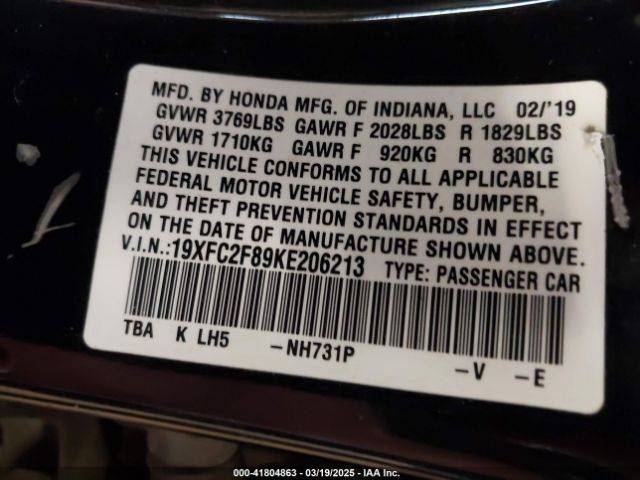 MFD. BY HONDA MFG. OF INDIANA, LLC 02/'19
GVWR 3769LBS GAWR F 2028LBS R 1829LBS
GVWR 1710KG GAWR F 920KG R 830KG
THIS VEHICLE CONFORMS TO ALL APPLICABLE
FEDERAL MOTOR VEHICLE SAFETY, BUMPER,
AND THEFT PREVENTION STANDARDS IN EFFECT
ON THE DATE OF MANUFACTURE SHOWN ABOVE.
V.I.N.:19XFC2F89KE206213 TYPE: PASSENGER CAR
TBA K LH5 -NH731P -V -E
000-41804863 — 03/19/2025 — IAA Inc.